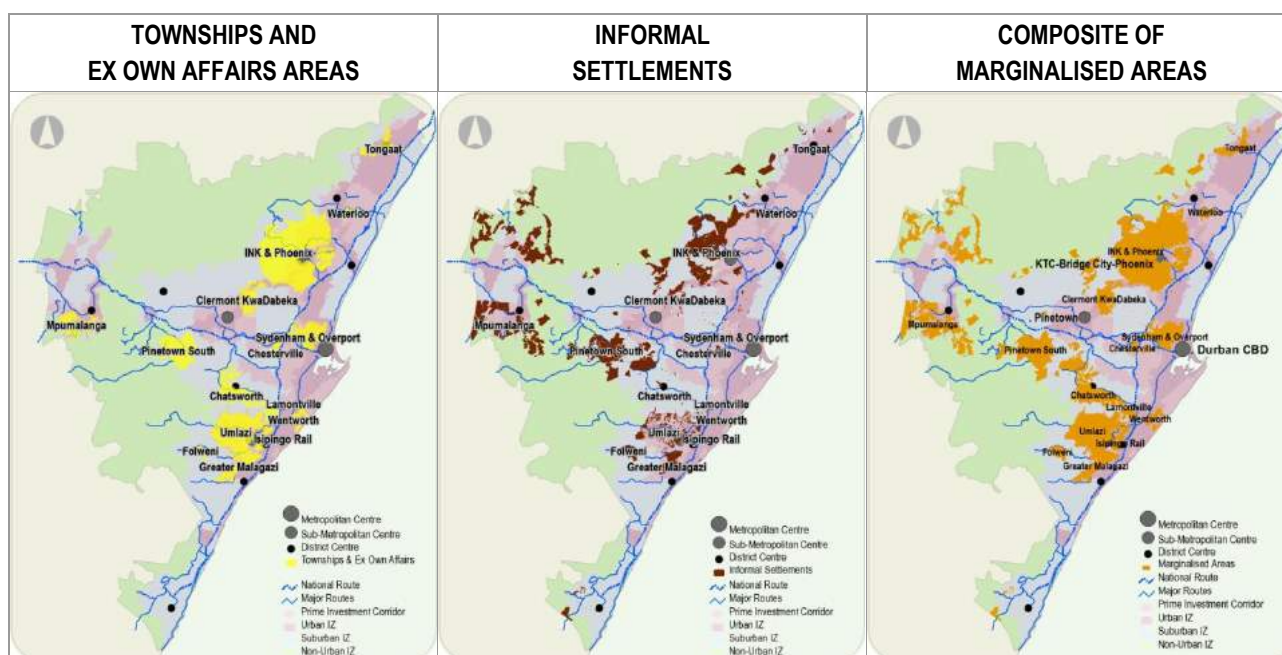 TOWNSHIPS AND
EX OWN AFFAIRS AREAS
INFORMAL
SETTLEMENTS
COMPOSITE OF
MARGINALISED AREAS
Tongaat
Waterloo
INK & Phoenix
Clermont KwaDabeka
Mpumalanga
Sydenham & Overport
Pinetown South
Chesterville
Chatsworth
Lamontville
Wentworth
Umlazi
Isipingo Rail
Folweni
Greater Malagazi
Metropolitan Centre
Sub-Metropolitan Centre
District Centre
Townships & Ex Own Affairs
National Route
Major Routes
Prime Investment Corridor
Urban IZ
Suburban IZ
Non-Urban IZ
Tongaat
Waterloo
INK & Phoenix
Clermont KwaDabeka
Mpumalanga
Sydenham & Overport
Pinetown South
Chesterville
Chatsworth
Lamontville
Wentworth
Umlazi
Isipingo Rail
Folweni
Greater Malagazi
Metropolitan Centre
Sub-Metropolitan Centre
District Centre
Informal Settlements
National Route
Major Routes
Prime Investment Corridor
Urban IZ
Suburban IZ
Non-Urban IZ
Tongaat
Waterloo
INK & Phoenix
KTC-Bridge City-Phoenix
Clermont KwaDabeka
Mpumalanga
Pinetown
Sydenham & Overport
Pinetown South
Chesterville
Durban CBD
Chatsworth
Lamontville
Wentworth
Umlazi
Isipingo Rail
Folweni
Greater Malagazi
Metropolitan Centre
Sub-Metropolitan Centre
District Centre
Marginalised Areas
National Route
Major Routes
Prime Investment Corridor
Urban IZ
Suburban IZ
Non-Urban IZ